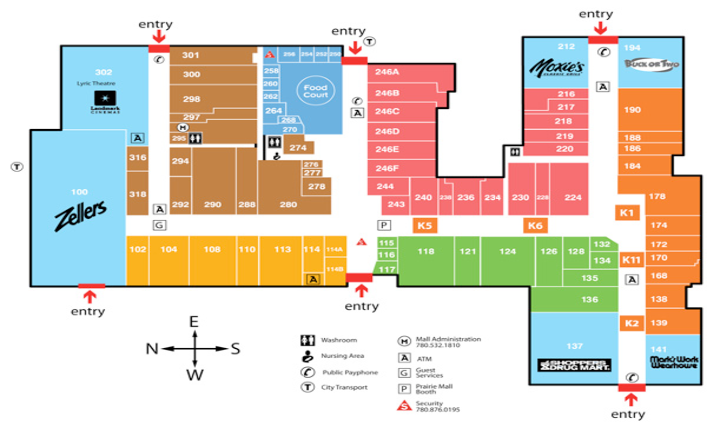 entry
entry
entry
T
302
Lyric Theatre
Landmark
CINEMAS
301
300
298
297
M
295
Washroom
256
254
252
250
258
260
262
264
268
270
Food
Court
274
276
277
278
280
288
290
292
294
316
318
A
A
G
T
100
Zellers
246A
246B
246C
246D
246E
246F
244
243
240
238
236
234
230
228
224
A
212
Moxie's
CLASSIC GRILL
194
BUCK OR TWO
A
216
217
218
219
220
190
188
186
184
178
174
172
170
168
138
139
K1
K11
K2
K5
K6
P
A
102
104
108
110
113
114
114A
114B
A
115
116
117
118
121
124
126
128
132
134
135
136
137
SHOPPERS
DRUG MART
141
Mark's Work
Wearhouse
entry
entry
entry
E
N
S
W
Washroom
Nursing Area
Public Payphone
T City Transport
M Mall Administration
780.532.1810
A ATM
G Guest
Services
P Prairie Mall
Booth
S Security
780.876.0195